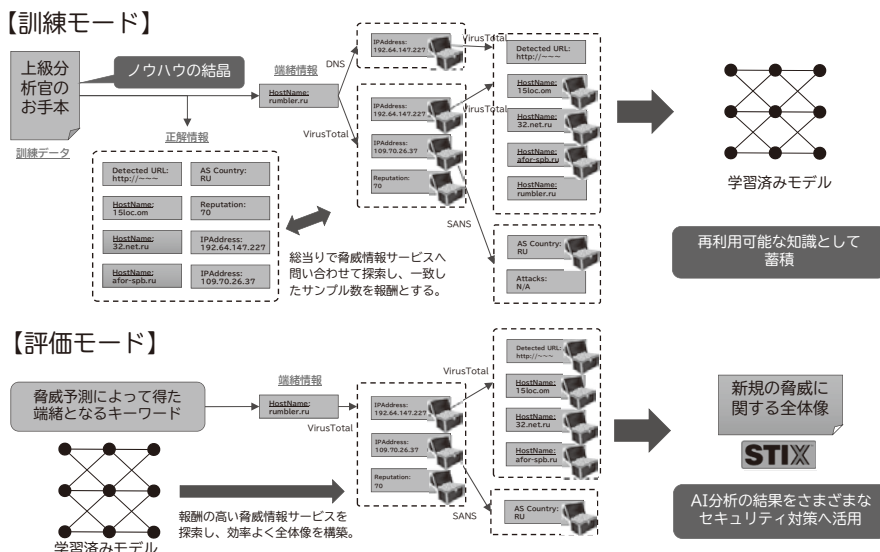 【訓練モード】
上級分
析官の
お手本
訓練データ
ノウハウの結晶
正解情報
端緒情報
HostName:
rumbler.ru
DNS
VirusTotal
IPAddress:
192.64.147.227
VirusTotal
IPAddress:
192.64.147.227
IPAddress:
109.70.26.37
Reputation:
70
VirusTotal
SANS
Detected URL:
http://~~~
HostName:
15loc.om
HostName:
32.net.ru
HostName:
afor-spb.ru
HostName:
rumbler.ru
AS Country:
RU
Attacks:
N/A
Detected URL:
http://~~~
AS Country:
RU
HostName:
15loc.om
Reputation:
70
HostName:
32.net.ru
IPAddress:
192.64.147.227
HostName:
afor-spb.ru
IPAddress:
109.70.26.37
総当りで脅威情報サービスへ
問い合わせて探索し、一致し
たサンプル数を報酬とする。
学習済みモデル
再利用可能な知識として
蓄積
【評価モード】
脅威予測によって得た
端緒となるキーワード
端緒情報
HostName:
rumbler.ru
VirusTotal
IPAddress:
192.64.147.227
IPAddress:
109.70.26.37
Reputation:
70
VirusTotal
SANS
Detected URL:
http://~~~
HostName:
15loc.om
HostName:
32.net.ru
HostName:
afor-spb.ru
AS Country:
RU
学習済みモデル
報酬の高い脅威情報サービスを
探索し、効率よく全体像を構築。
新規の脅威に
関する全体像
STIX
AI分析の結果をさまざまな
セキュリティ対策へ活用